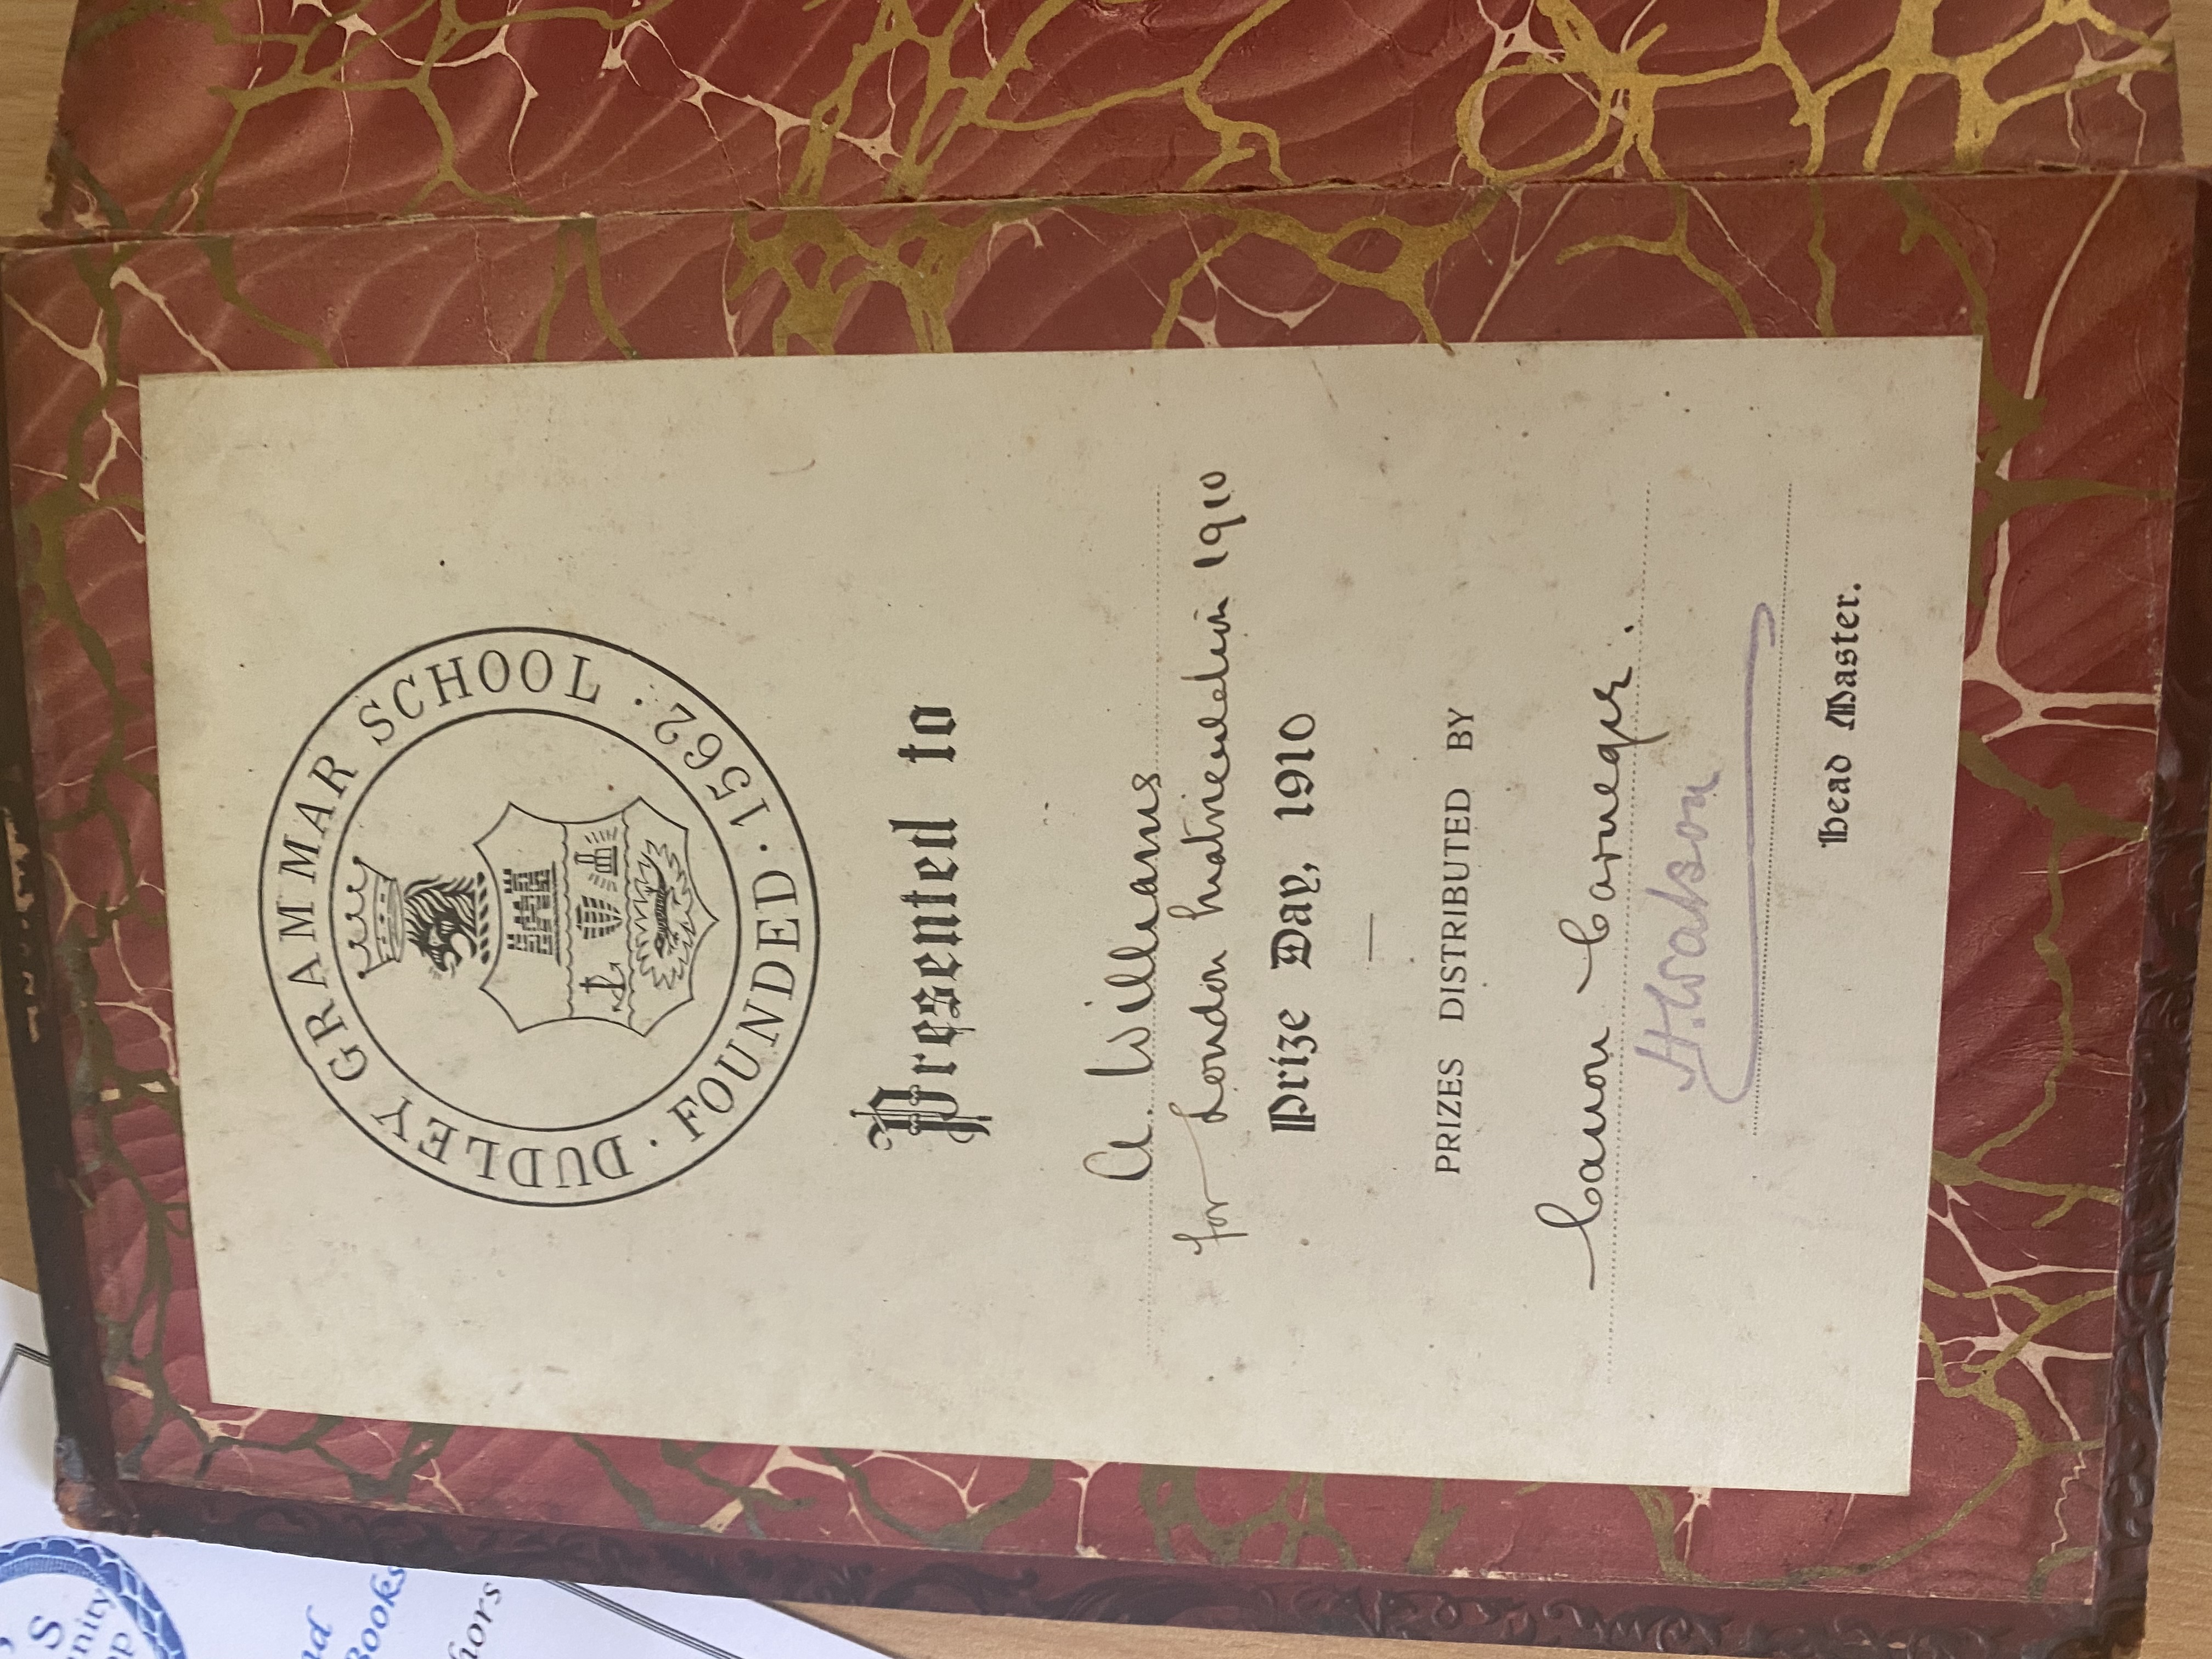 DUDLEY GRAMMAR SCHOOL · FOUNDED · 1562 ·
Presented to
A. Williams
for London Matriculation 1910
Prize Day, 1910
PRIZES DISTRIBUTED BY
Canon Carnegie.
H. Watson
Head Master.
S
Books